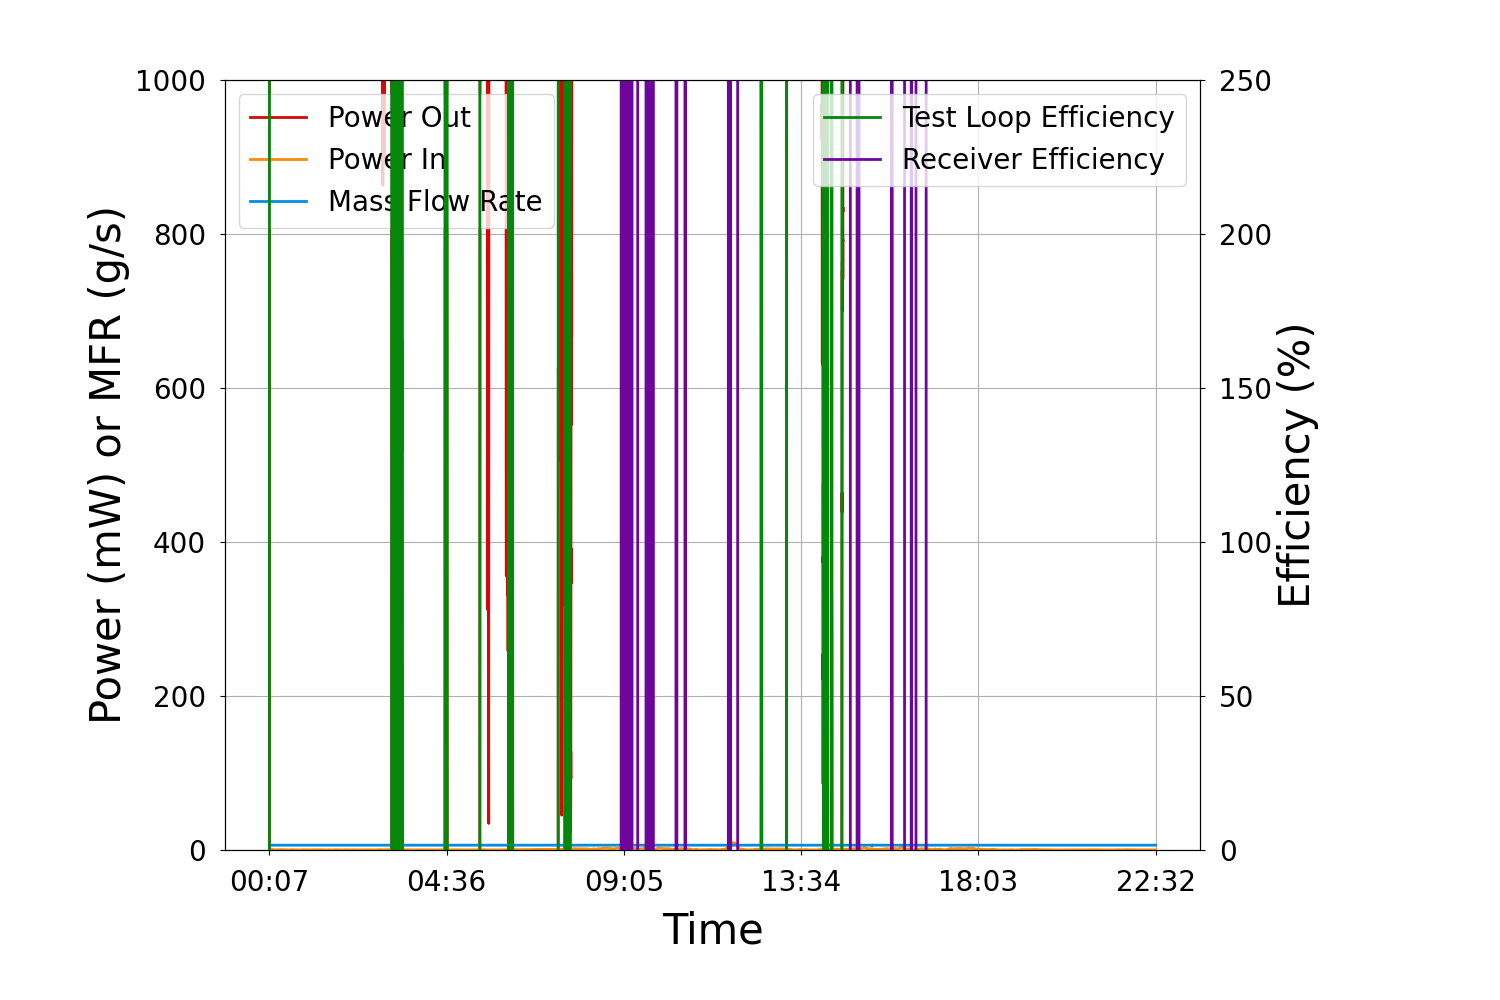 1000
800
600
400
200
0
Power (mW) or MFR (g/s)
Power Out
Power In
Mass Flow Rate
Test Loop Efficiency
Receiver Efficiency
250
200
150
100
50
0
Efficiency (%)
00:07 04:36 09:05 13:34 18:03 22:32
Time